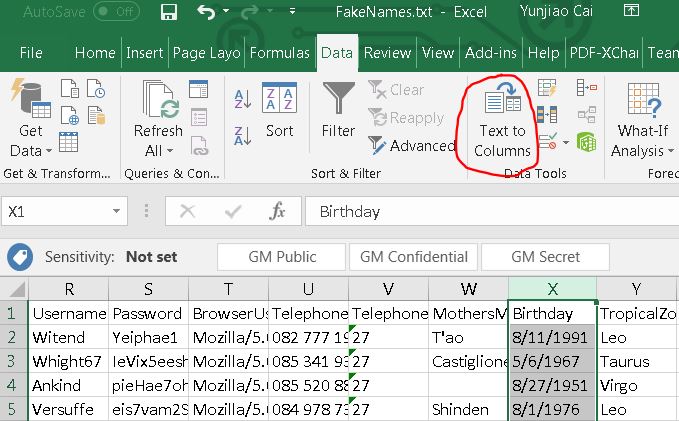 AutoSave Off FakeNames.txt - Excel Yunjiao Cai
File Home Insert Page Layo Formulas Data Review View Add-ins Help PDF-XChai Team
Get Data Refresh All Sort Filter Clear Reapply Advanced Text to Columns What-If Analysis
Get & Transform... Queries & Con... Sort & Filter Data Tools Forec
X1 fx Birthday
Sensitivity: Not set GM Public GM Confidential GM Secret
R S T U V W X Y
1 Username Password BrowserUs Telephone Telephone MothersM Birthday TropicalZo
2 Witend Yeiphae1 Mozilla/5.0 082 777 19 27 T'ao 8/11/1991 Leo
3 Whight67 IeVix5eesh Mozilla/5.0 085 341 93 27 Castiglione 5/6/1967 Taurus
4 Ankind pieHae7oh Mozilla/5.0 085 520 88 27 8/27/1951 Virgo
5 Versuffe eis7vam2S Mozilla/5.0 084 978 73 27 Shinden 8/1/1976 Leo